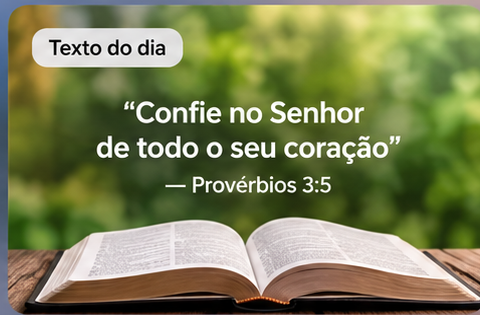 Texto do dia
“Confie no Senhor
de todo o seu coração”
— Provérbios 3:5